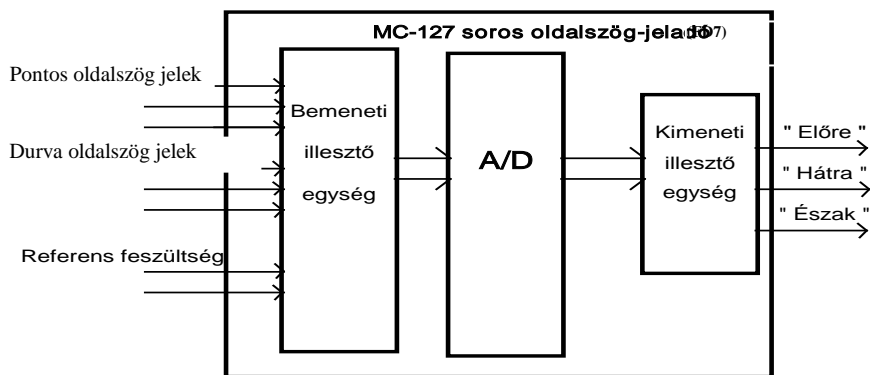 MC-127 soros oldalszög-jeladó
Pontos oldalszög jelek
Durva oldalszög jelek
Referens feszültség
Bemeneti
illesztő
egység
A/D
Kimeneti
illesztő
egység
" Előre "
" Hátra "
" Észak "